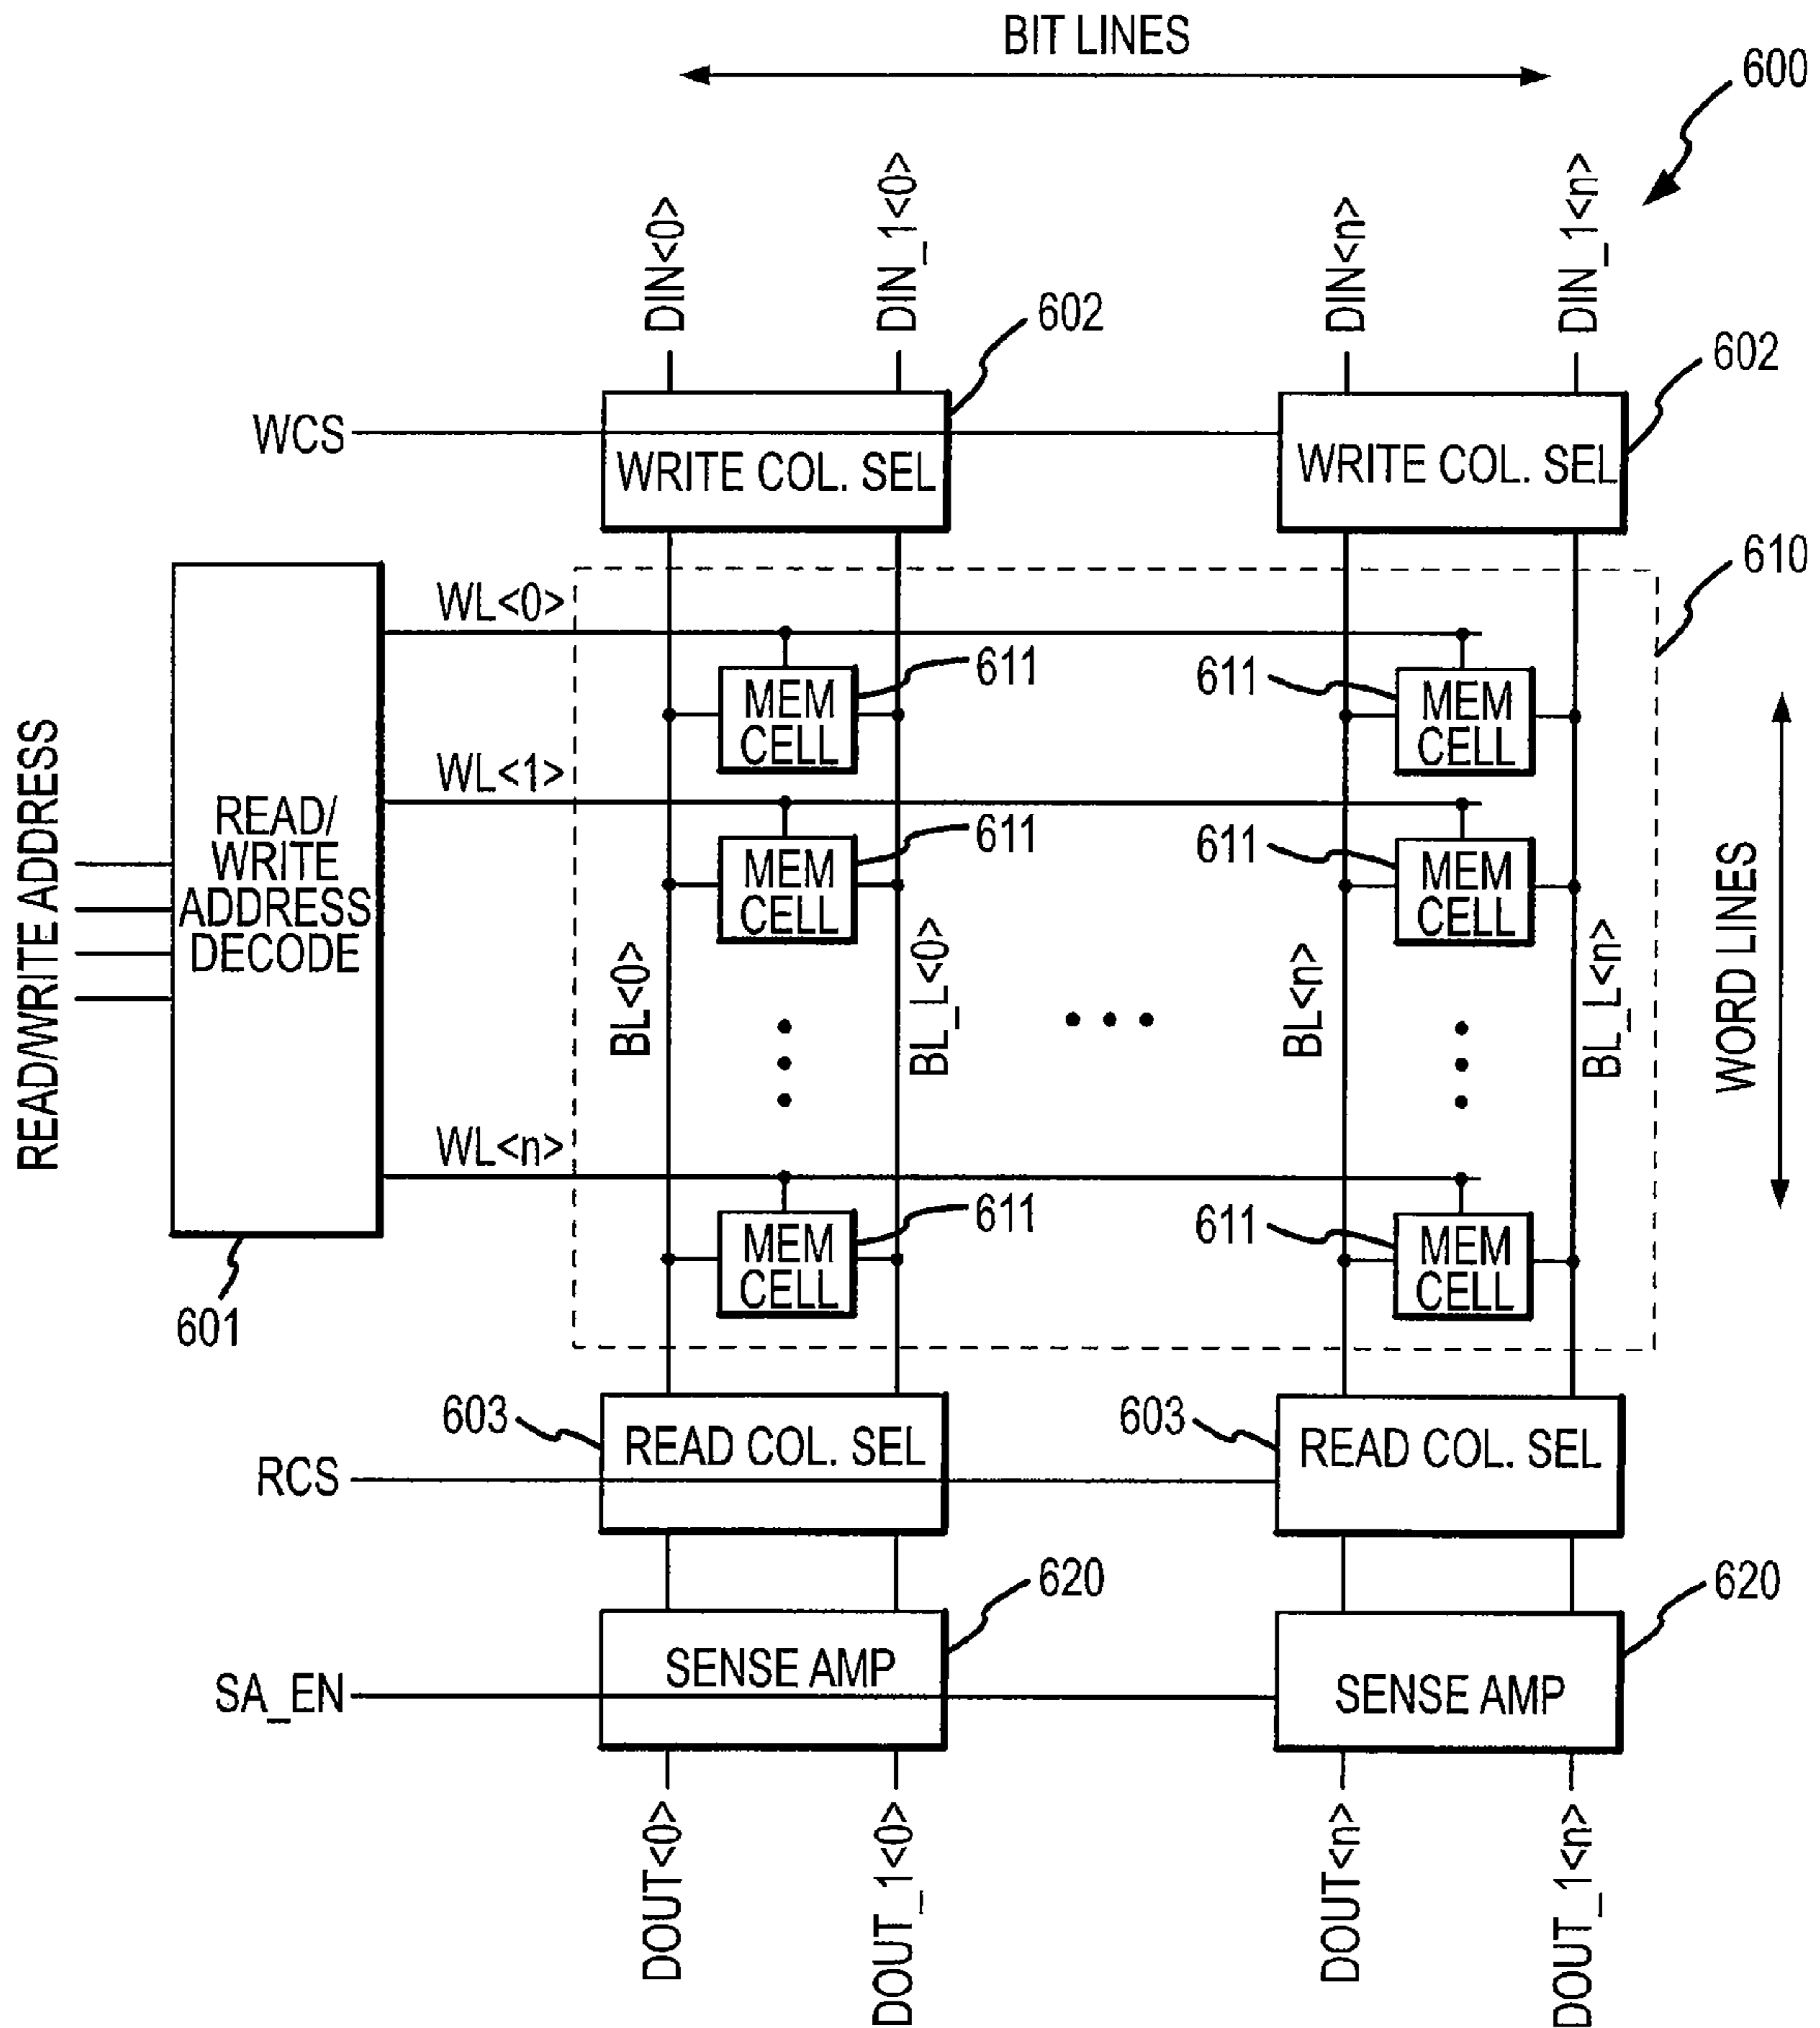 BIT LINES
600
DIN<0>
DIN_1<0>
DIN<n>
DIN_1<n>
602
602
WCS
WRITE COL. SEL
WRITE COL. SEL
610
WL<0>
611
611
MEM
CELL
MEM
CELL
WL<1>
611
611
MEM
CELL
MEM
CELL
READ/WRITE ADDRESS
READ/
WRITE
ADDRESS
DECODE
BL<0>
BL_L<0>
BL<n>
BL_L<n>
WORD LINES
WL<n>
611
611
MEM
CELL
MEM
CELL
601
603
603
READ COL. SEL
READ COL. SEL
RCS
620
620
SENSE AMP
SENSE AMP
SA_EN
DOUT<0>
DOUT_1<0>
DOUT<n>
DOUT_1<n>